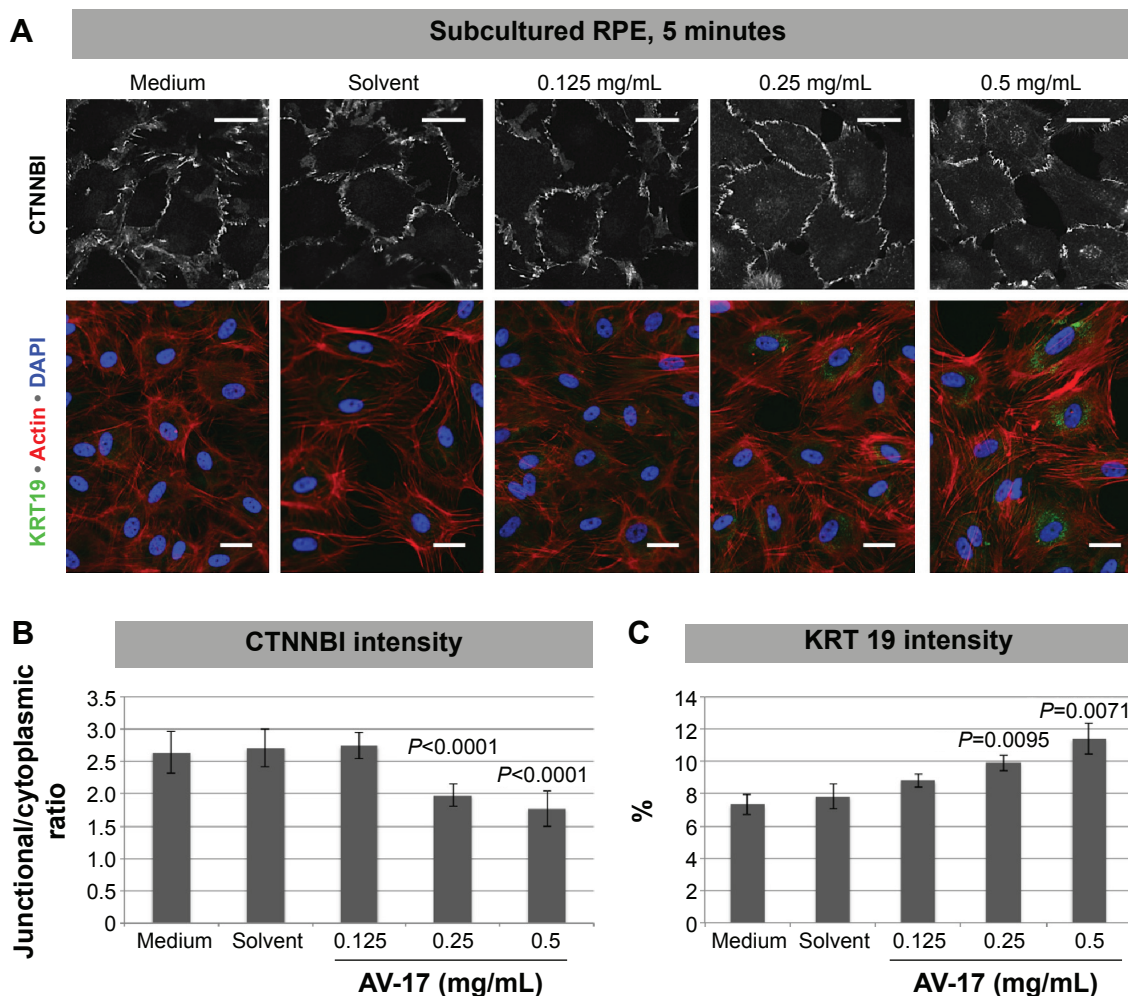 A
Subcultured RPE, 5 minutes
Medium Solvent 0.125 mg/mL 0.25 mg/mL 0.5 mg/mL
CTNNBI
KRT19 • Actin • DAPI
B
CTNNBI intensity
Junctional/cytoplasmic
ratio
3.5
3.0
2.5
2.0
1.5
1.0
0.5
0
P<0.0001
P<0.0001
Medium Solvent 0.125 0.25 0.5
AV-17 (mg/mL)
C
KRT 19 intensity
%
14
12
10
8
6
4
2
0
P=0.0071
P=0.0095
Medium Solvent 0.125 0.25 0.5
AV-17 (mg/mL)